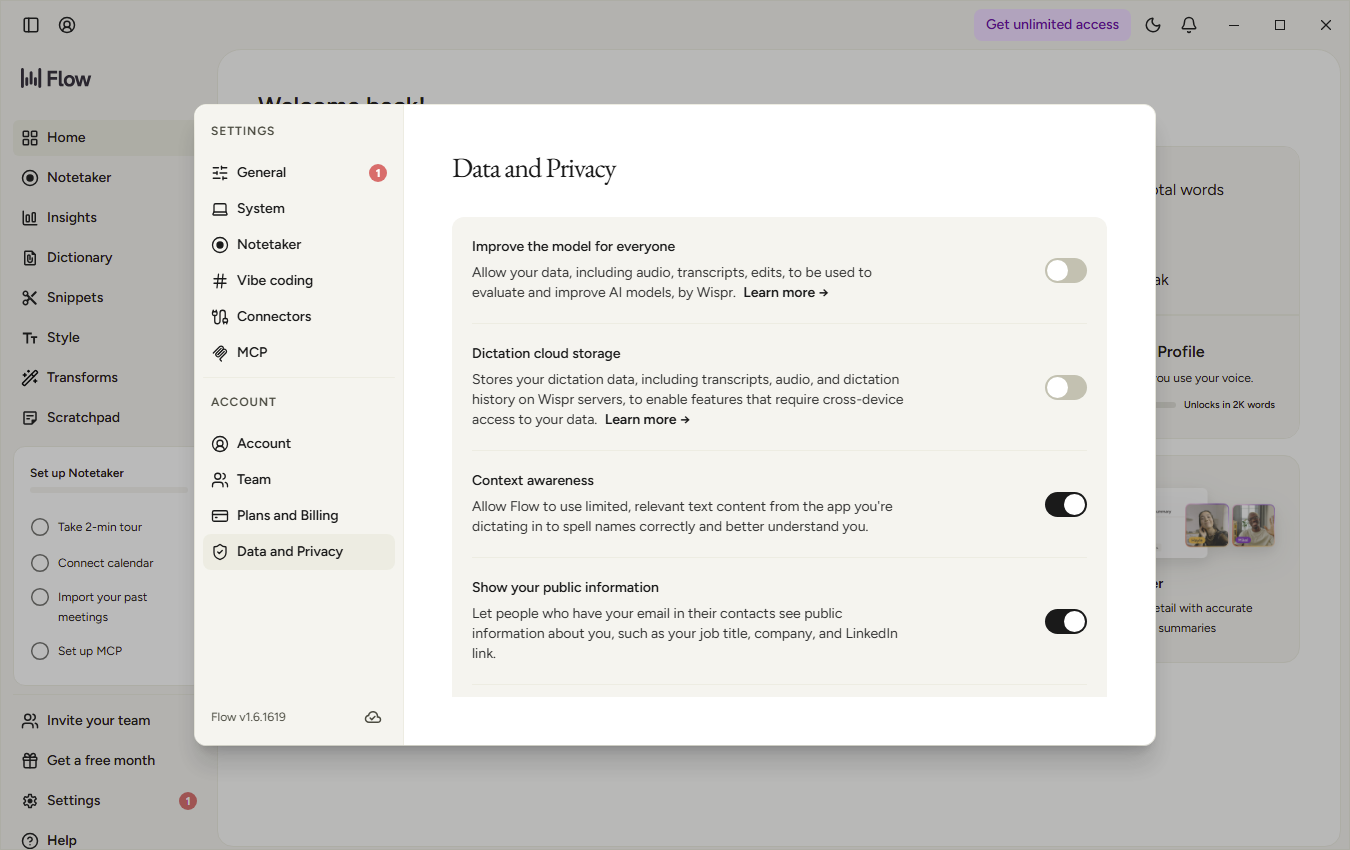 Get unlimited access
Flow
Home
Notetaker
Insights
Dictionary
Snippets
Style
Transforms
Scratchpad
Set up Notetaker
Take 2-min tour
Connect calendar
Import your past
meetings
Set up MCP
Invite your team
Get a free month
Settings
1
Help
Welcome back!
SETTINGS
General
1
System
Notetaker
Vibe coding
Connectors
MCP
ACCOUNT
Account
Team
Plans and Billing
Data and Privacy
Flow v1.6.1619
Data and Privacy
Improve the model for everyone
Allow your data, including audio, transcripts, edits, to be used to
evaluate and improve AI models, by Wispr. Learn more →
Dictation cloud storage
Stores your dictation data, including transcripts, audio, and dictation
history on Wispr servers, to enable features that require cross-device
access to your data. Learn more →
Context awareness
Allow Flow to use limited, relevant text content from the app you're
dictating in to spell names correctly and better understand you.
Show your public information
Let people who have your email in their contacts see public
information about you, such as your job title, company, and LinkedIn
link.
words
Profile
you use your voice.
Unlocks in 2K words
with accurate
summaries